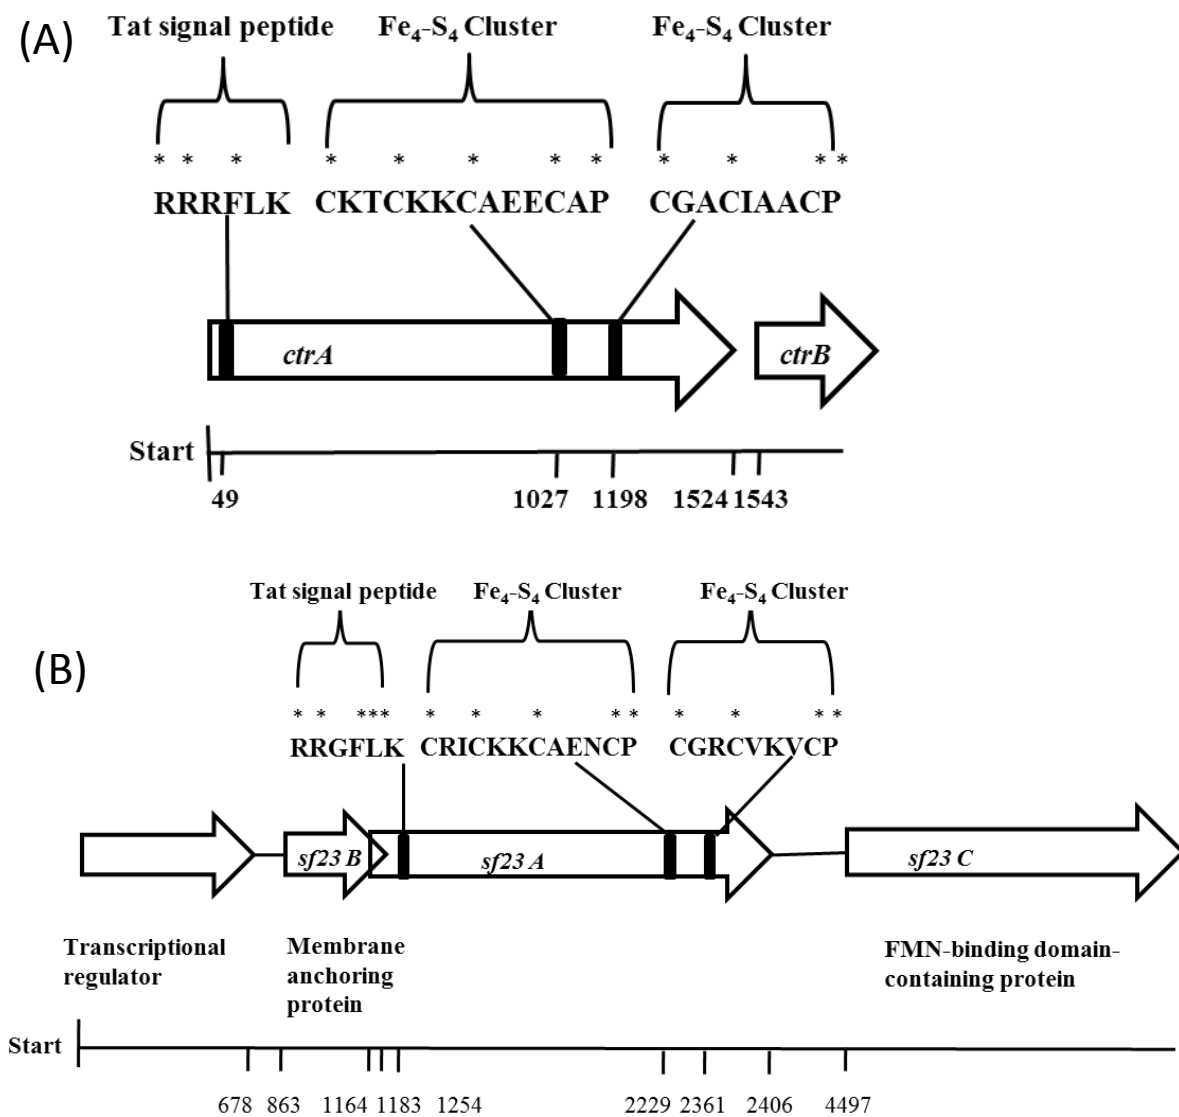 (A)
Tat signal peptide Fe4-S4 Cluster Fe4-S4 Cluster
* * * * * * * * * * * *
RRRFLK CKTCKKCAEECAP CGACIAACP
ctrA ctrB
Start
49 1027 1198 1524 1543
(B)
Tat signal peptide Fe4-S4 Cluster Fe4-S4 Cluster
* * *** * * * * * * * * *
RRGFLK CRICKKCAENCP CGRCVKVCP
sf23 B sf23 A sf23 C
Transcriptional
regulator
Membrane
anchoring
protein
FMN-binding domain-
containing protein
Start
678 863 1164 1183 1254 2229 2361 2406 4497